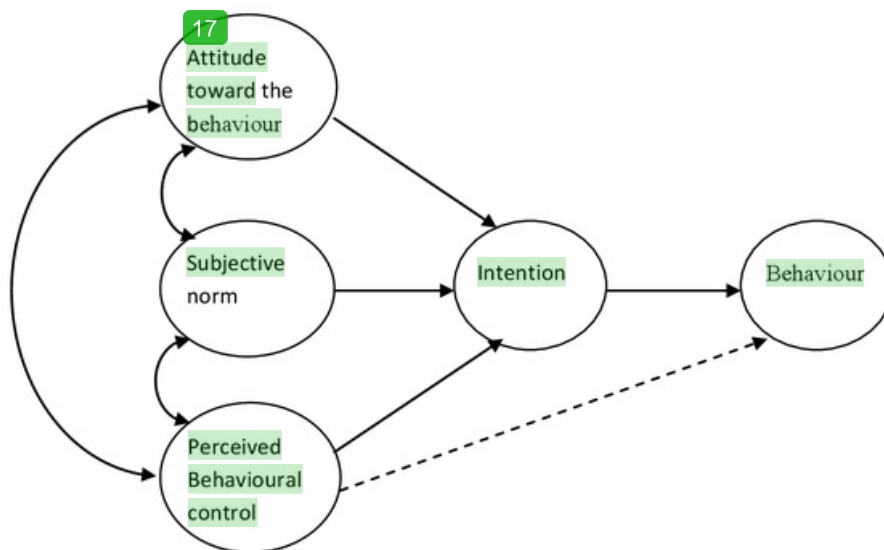 17
Attitude
toward the
behaviour
Subjective
norm
Intention
Behaviour
Perceived
Behavioural
control